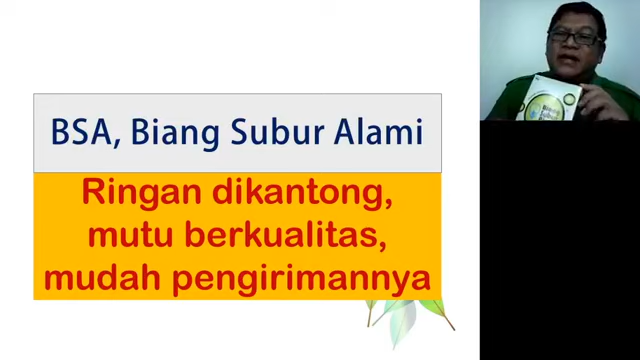 BSA, Biang Subur Alami
Ringan dikantong,
mutu berkualitas,
mudah pengirimannya